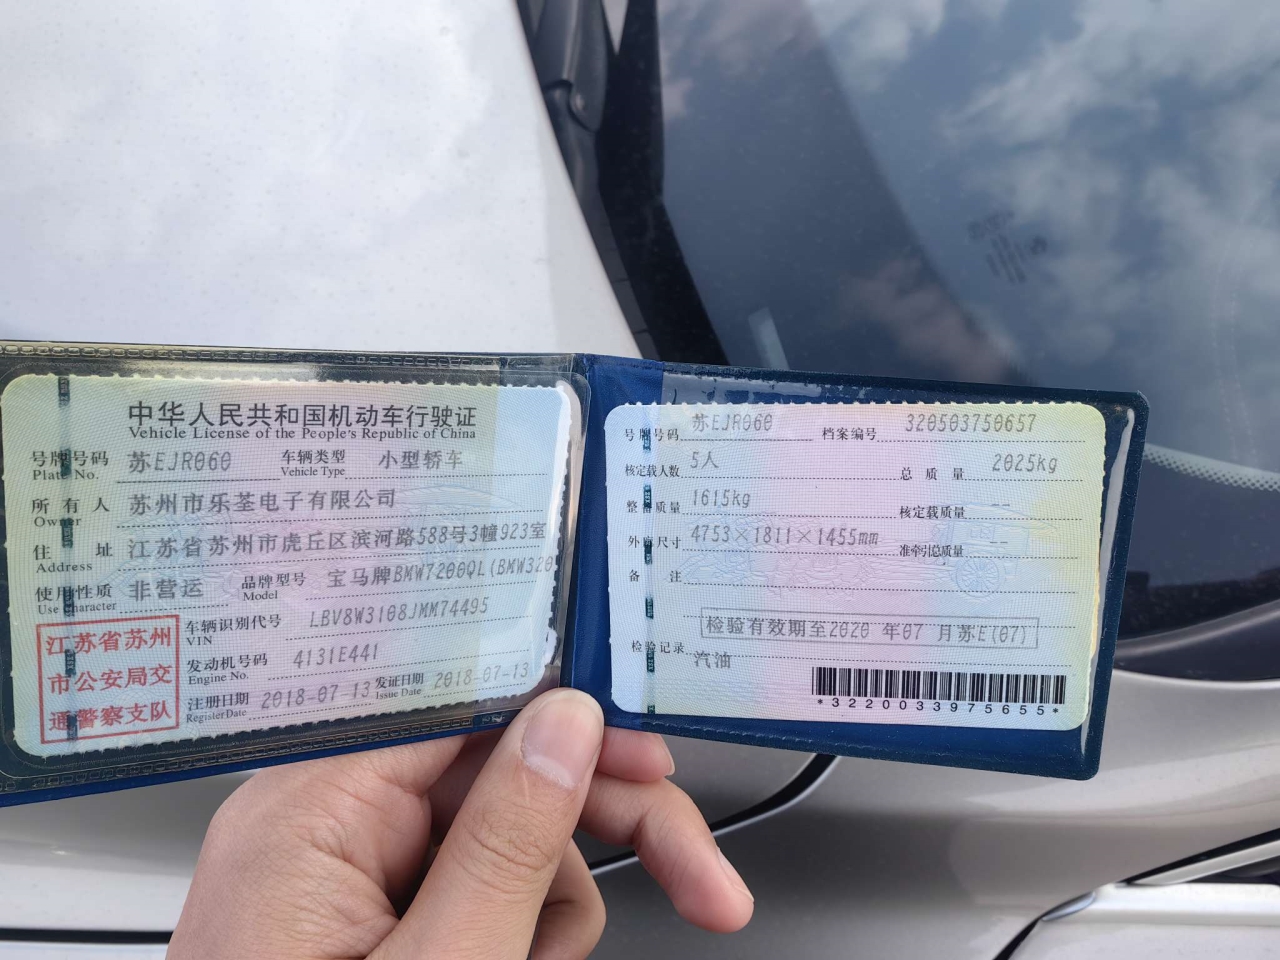 中华人民共和国机动车行驶证
Vehicle License of the People's Republic of China
号牌号码 苏EJR060 车辆类型 小型轿车
Plate No. Vehicle Type
所有人 苏州市乐荃电子有限公司
Owner
住址 江苏省苏州市虎丘区滨河路588号3幢923室
Address
使用性质 非营运 品牌型号 宝马牌BMW7200QL(BMW320
Use Character Model
江苏省苏州
市公安局交
通警察支队
车辆识别代号 LBV8W3108JMM74495
VIN
发动机号码 4131E441
Engine No.
注册日期 2018-07-13 发证日期 2018-07-13
Register Date Issue Date
号牌号码 苏EJR060 档案编号 320503750657
核定载人数 5人 总质量 2025kg
整备质量 1615kg 核定载质量 --
外廓尺寸 4753×1811×1455mm 准牵引总质量 --
备注
检验有效期至2020 年07 月苏E(07)
检验记录
汽油
*3220033975655*